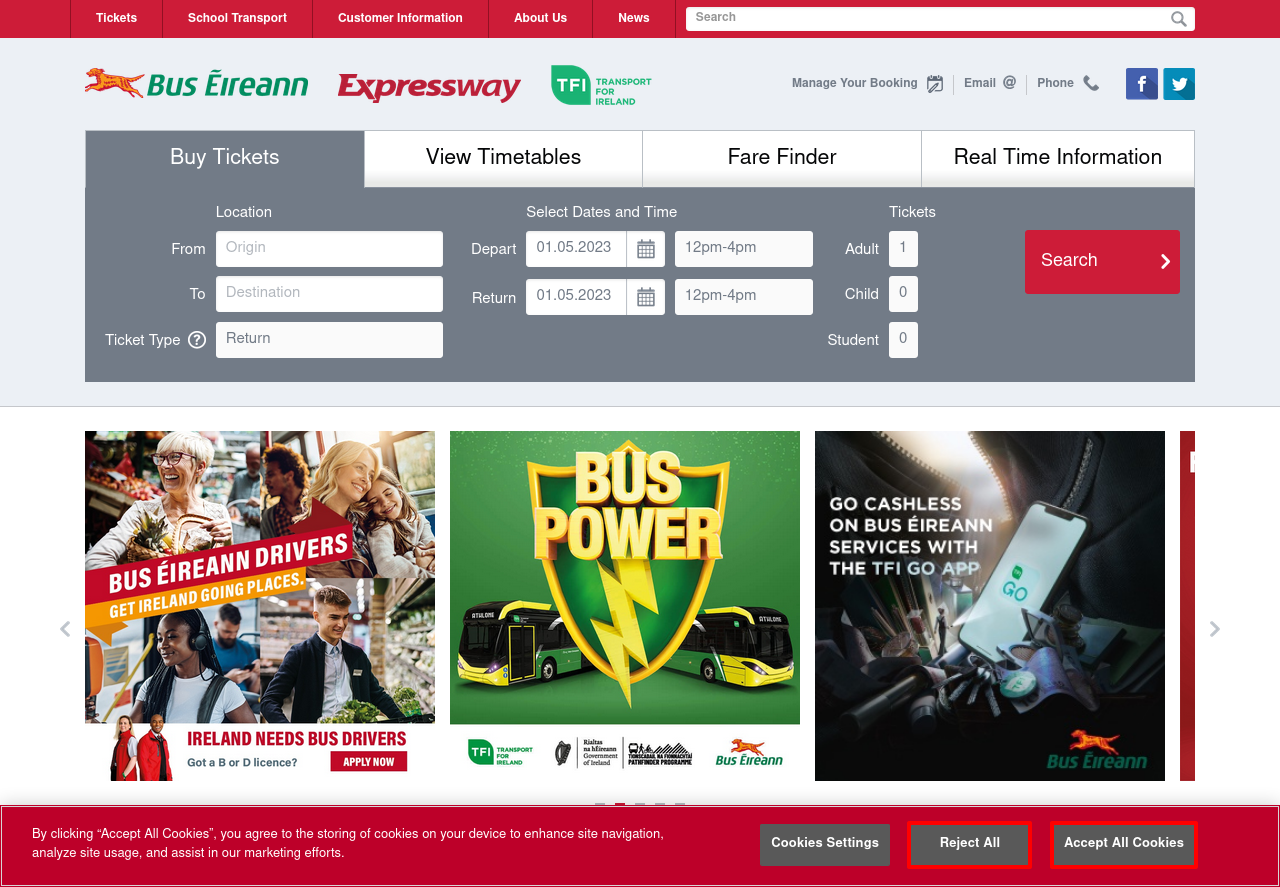 Tickets
School Transport
Customer Information
About Us
News
Search
Bus Éireann
Expressway
TFI
TRANSPORT
FOR
IRELAND
Manage Your Booking
Email @
Phone
f
Buy Tickets
View Timetables
Fare Finder
Real Time Information
Location
Select Dates and Time
Tickets
From
Origin
Depart
01.05.2023
12pm-4pm
Adult
1
Search
To
Destination
Return
01.05.2023
12pm-4pm
Child
0
Ticket Type ?
Return
Student
0
BUS ÉIREANN DRIVERS
GET IRELAND GOING PLACES.
IRELAND NEEDS BUS DRIVERS
Got a B or D licence?
APPLY NOW
BUS
POWER
ATHLONE
ATHLONE
TFI
TRANSPORT
FOR
IRELAND
Rialtas
na hÉireann
Government
of Ireland
TIONSCADAL NA CONNACHTAÍ
PATHFINDER PROGRAMME
Bus Éireann
GO CASHLESS
ON BUS ÉIREANN
SERVICES WITH
THE TFI GO APP
TFI
GO
Bus Éireann
By clicking “Accept All Cookies”, you agree to the storing of cookies on your device to enhance site navigation,
analyze site usage, and assist in our marketing efforts.
Cookies Settings
Reject All
Accept All Cookies